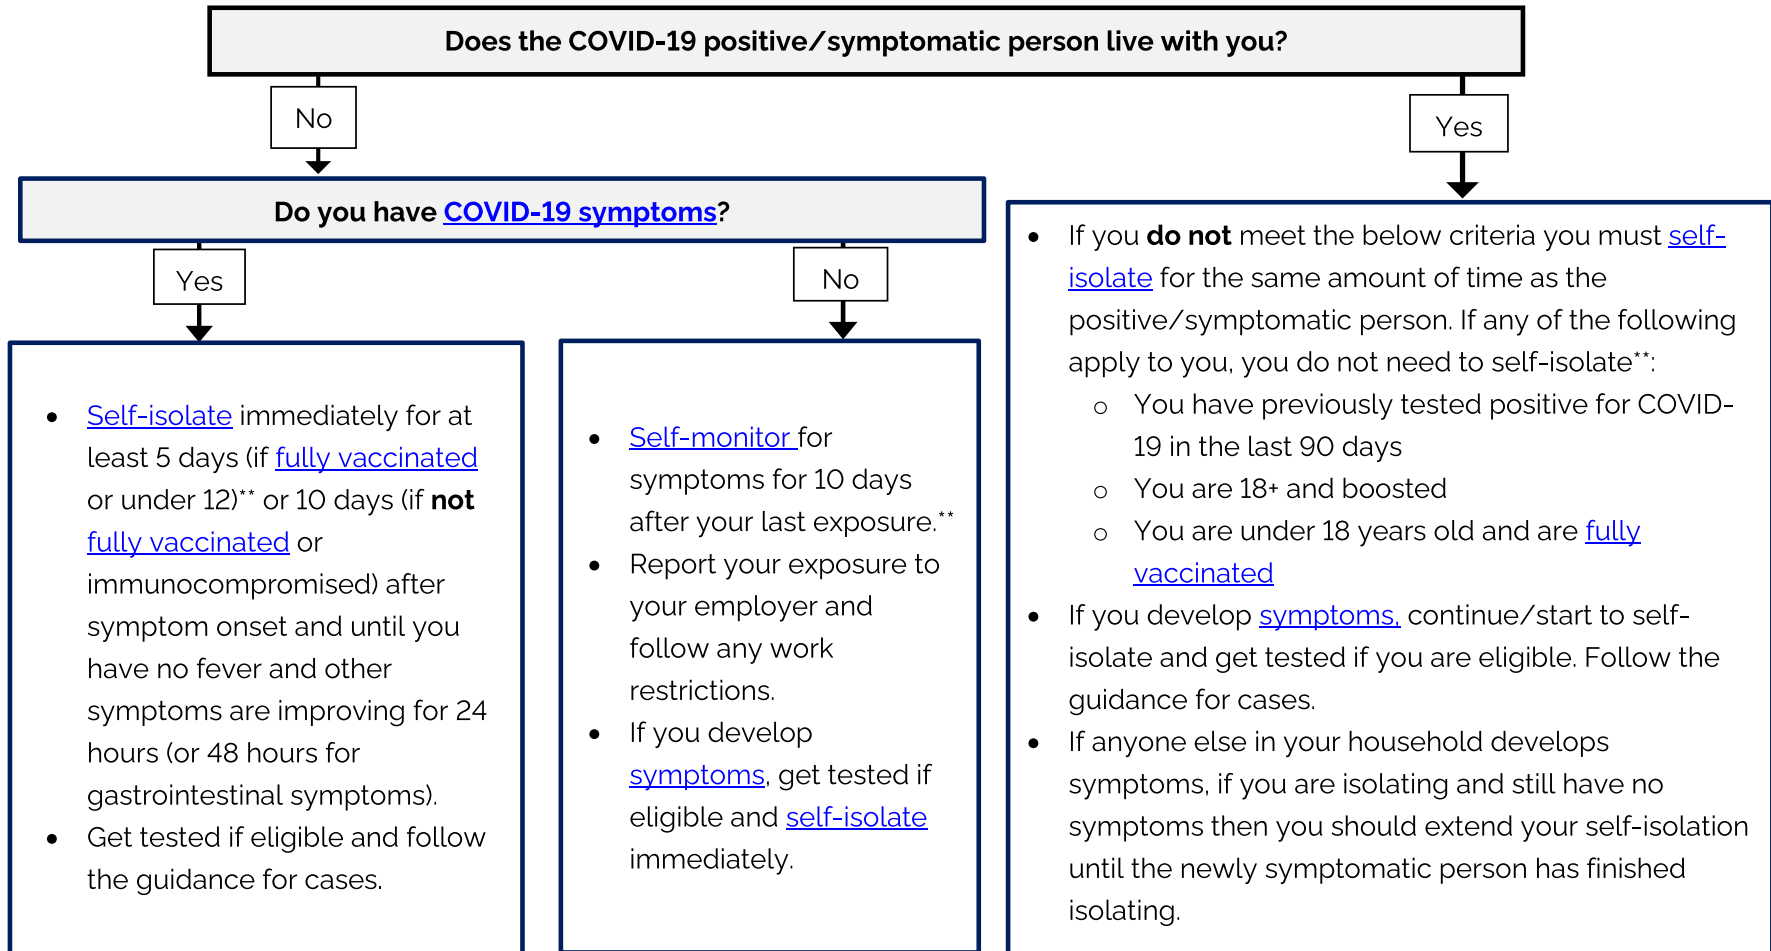 Does the COVID-19 positive/symptomatic person live with you?
No
Yes
Do you have COVID-19 symptoms?
Yes
No
• Self-isolate immediately for at
least 5 days (if fully vaccinated
or under 12)** or 10 days (if not
fully vaccinated or
immunocompromised) after
symptom onset and until you
have no fever and other
symptoms are improving for 24
hours (or 48 hours for
gastrointestinal symptoms).
• Get tested if eligible and follow
the guidance for cases.
• Self-monitor for
symptoms for 10 days
after your last exposure.**
• Report your exposure to
your employer and
follow any work
restrictions.
• If you develop
symptoms, get tested if
eligible and self-isolate
immediately.
• If you do not meet the below criteria you must self-
isolate for the same amount of time as the
positive/symptomatic person. If any of the following
apply to you, you do not need to self-isolate**:
o You have previously tested positive for COVID-
19 in the last 90 days
o You are 18+ and boosted
o You are under 18 years old and are fully
vaccinated
• If you develop symptoms, continue/start to self-
isolate and get tested if you are eligible. Follow the
guidance for cases.
• If anyone else in your household develops
symptoms, if you are isolating and still have no
symptoms then you should extend your self-isolation
until the newly symptomatic person has finished
isolating.